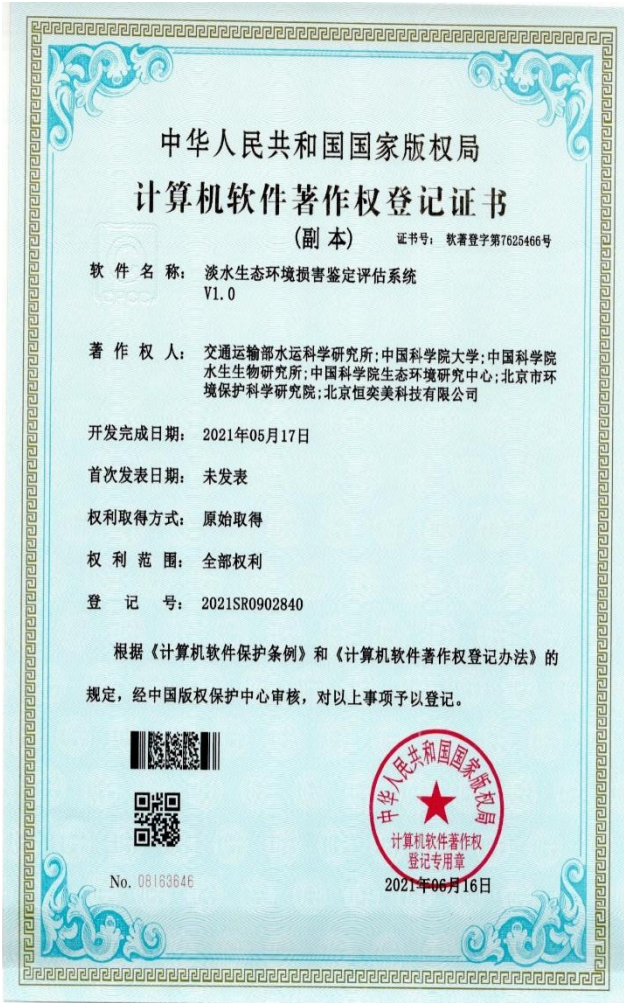 中华人民共和国国家版权局
计算机软件著作权登记证书
(副本)
证书号： 软著登字第7625466号
软件名称： 淡水生态环境损害鉴定评估系统
V1.0
著作权人： 交通运输部水运科学研究所;中国科学院大学;中国科学院
水生生物研究所;中国科学院生态环境研究中心;北京市环
境保护科学研究院;北京恒奕美科技有限公司
开发完成日期： 2021年05月17日
首次发表日期： 未发表
权利取得方式： 原始取得
权利范围： 全部权利
登记号： 2021SR0902840
根据《计算机软件保护条例》和《计算机软件著作权登记办法》的
规定，经中国版权保护中心审核，对以上事项予以登记。
中华人民共和国国家版权局
计算机软件著作权
登记专用章
No. 08163646
2021年06月16日